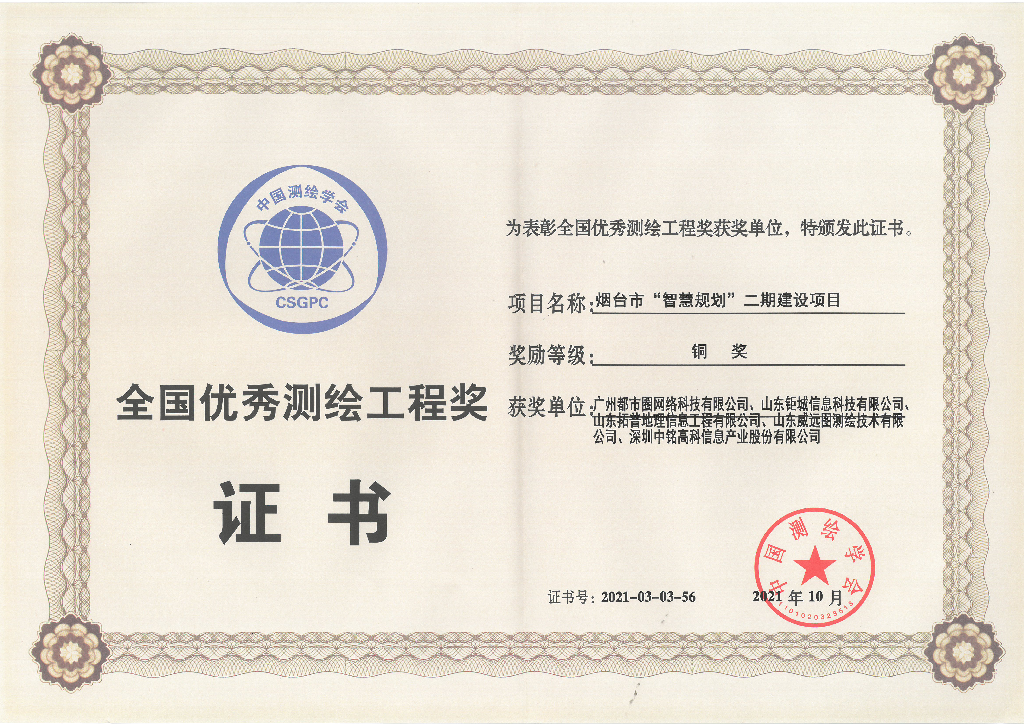 中国测绘学会
CSGPC
全国优秀测绘工程奖
证书
为表彰全国优秀测绘工程奖获奖单位，特颁发此证书。
项目名称：烟台市“智慧规划”二期建设项目
奖励等级：铜 奖
获奖单位：广州都市圈网络科技有限公司、山东钜城信息科技有限公司、
山东拓普地理信息工程有限公司、山东威远图测绘技术有限
公司、深圳中铭高科信息产业股份有限公司
证书号：2021-03-03-56
2021 年 10 月
中国测绘学会